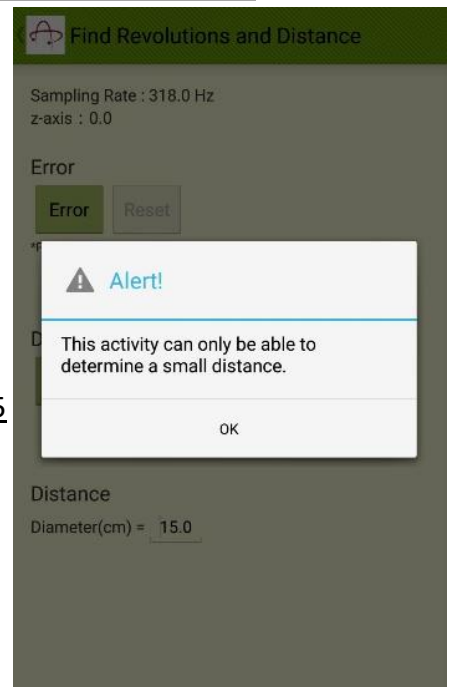 Find Revolutions and Distance
Sampling Rate : 318.0 Hz
z-axis : 0.0
Error
Error Reset
Alert!
This activity can only be able to
determine a small distance.
OK
5
Distance
Diameter(cm) = 15.0